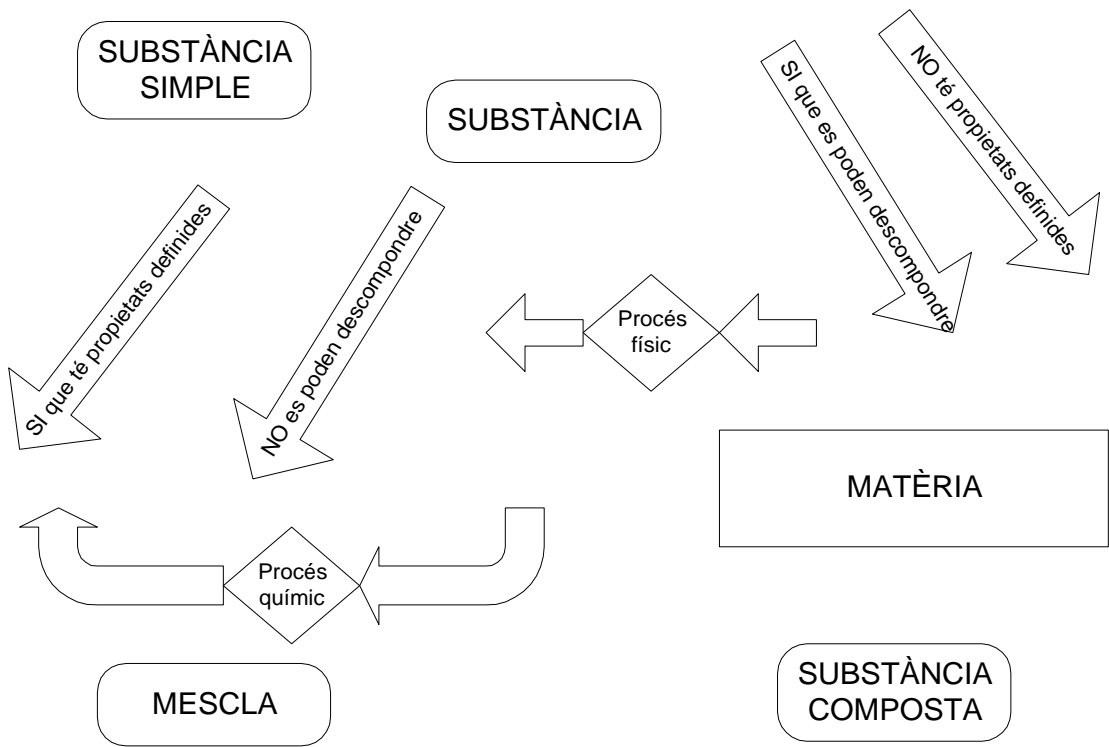 SUBSTÀNCIA
SIMPLE
SUBSTÀNCIA
SI que es poden descompondre
NO té propietats definides
SI que té propietats definides
NO es poden descompondre
Procés
físic
MATÈRIA
Procés
químic
MESCLA
SUBSTÀNCIA
COMPOSTA